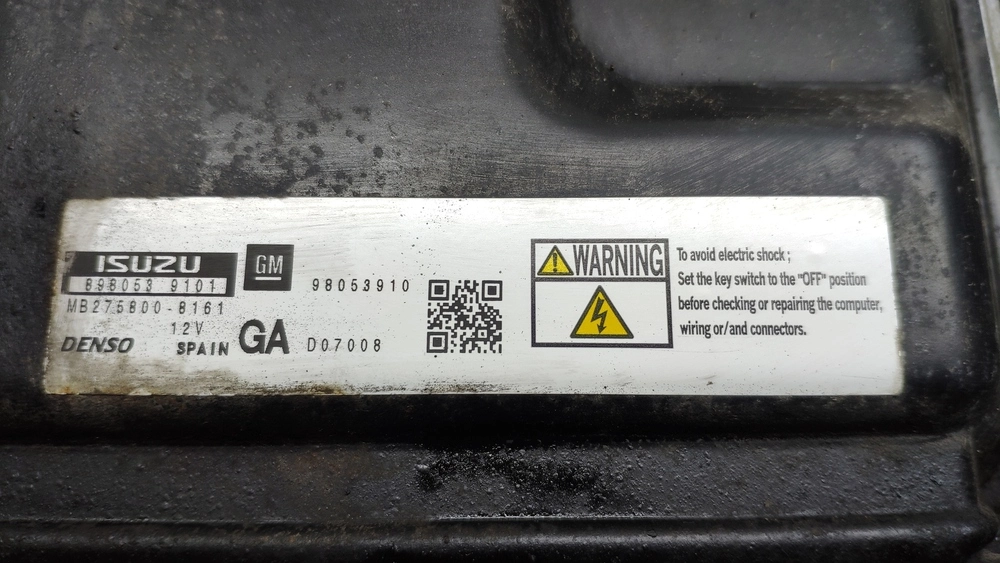 ISUZU
898053 9101
MB275800-8161
12V
DENSO
SPAIN
GA
GM
98053910
D07008
WARNING
To avoid electric shock ;
Set the key switch to the "OFF" position
before checking or repairing the computer,
wiring or/and connectors.